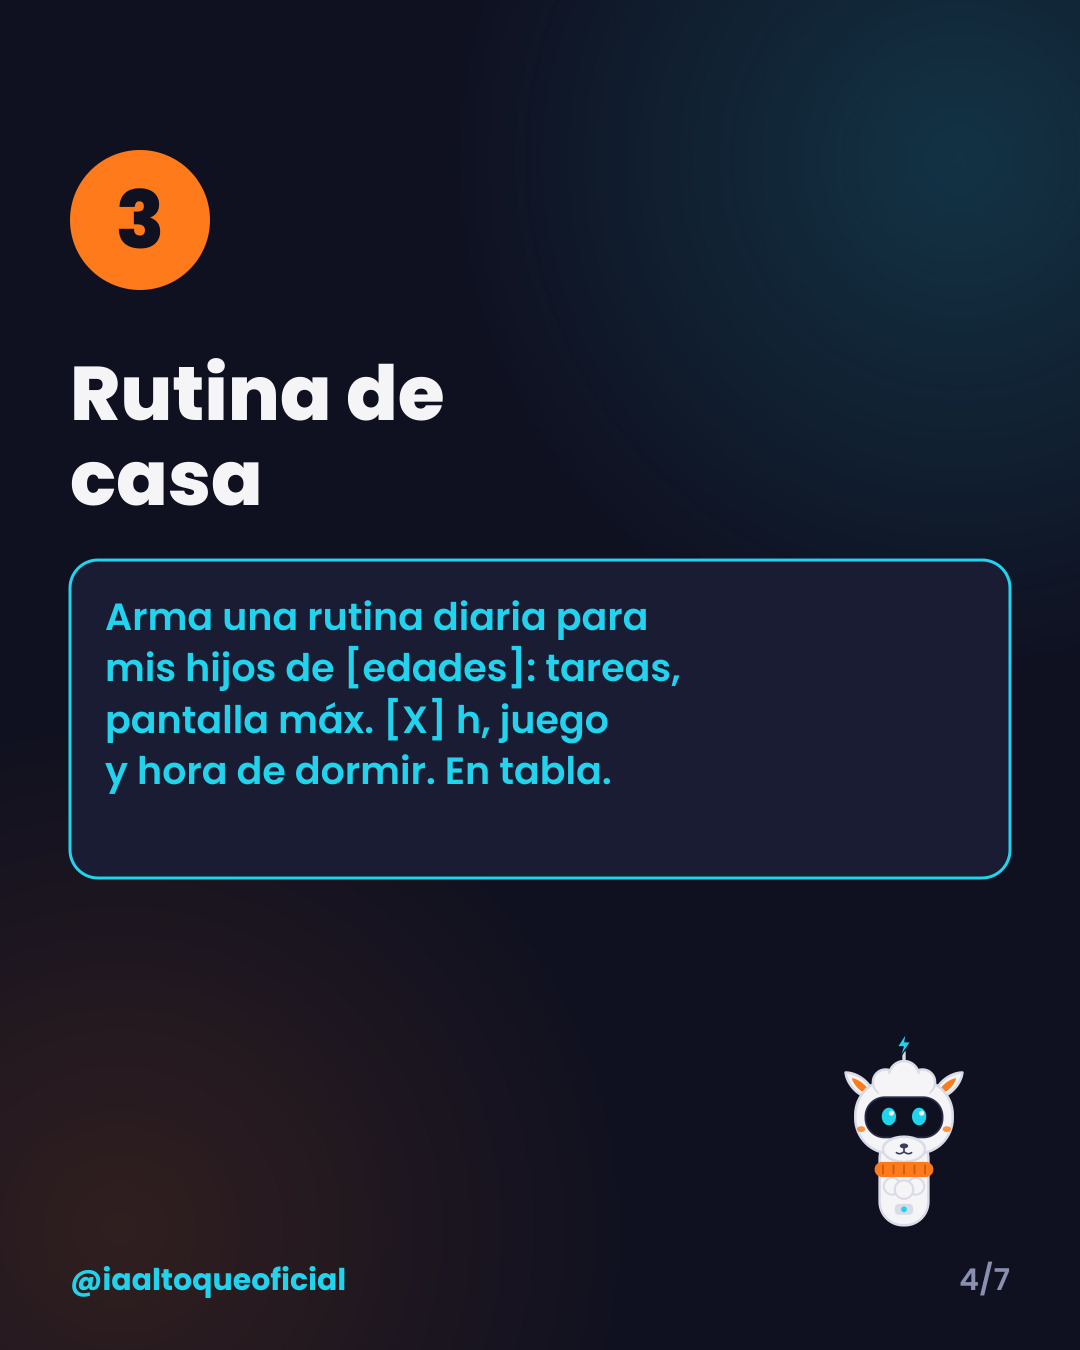 3
Rutina de
casa
Arma una rutina diaria para
mis hijos de [edades]: tareas,
pantalla máx. [X] h, juego
y hora de dormir. En tabla.
@iaaltoqueoficial
4/7